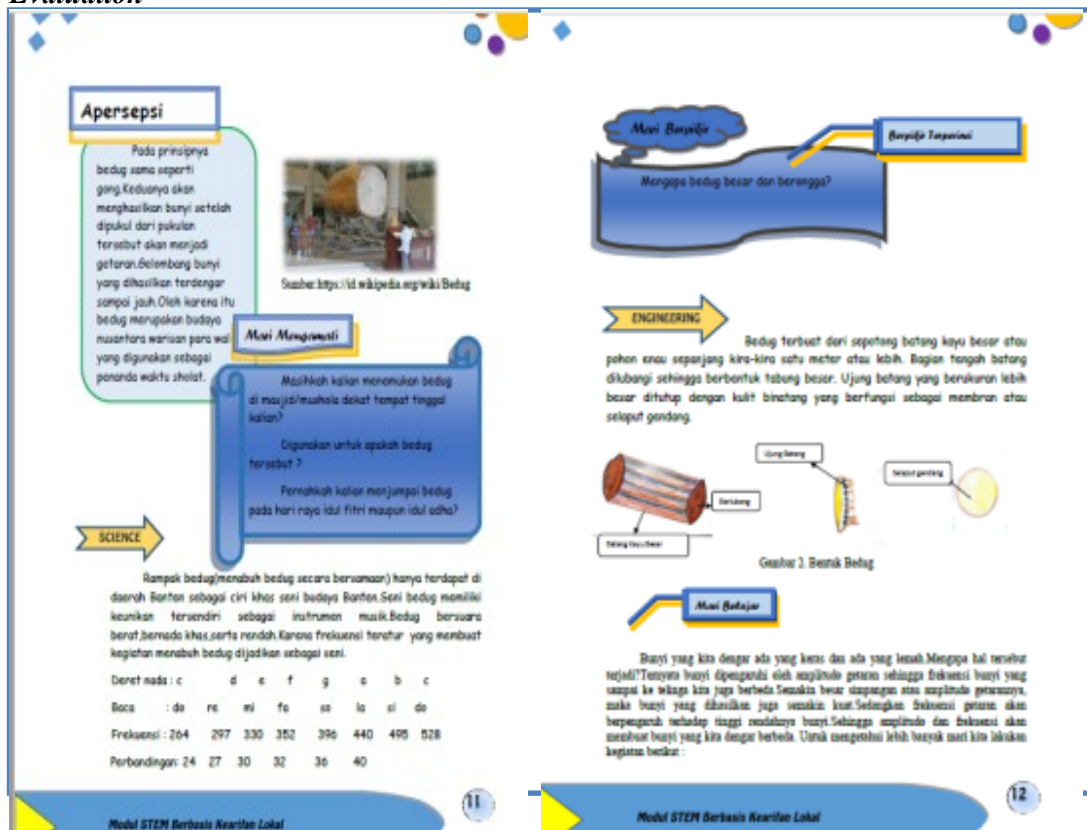 Evaluation
Apersepsi
Pada prinsipnya
bedug sama seperti
gong.Keduanya akan
menghasilkan bunyi setelah
dipukul dari pukulan
tersebut akan menjadi
getaran.Gelombang bunyi
yang dihasilkan terdengar
sampai jauh.Oleh karena itu
bedug merupakan budaya
nusantara warisan para wali
yang digunakan sebagai
penanda waktu sholat.
Sumber:https://id.wikipedia.org/wiki/Bedug
Mari Mengamati
Masihkah kalian menemukan bedug
di masjid/mushola dekat tempat tinggal
kalian?
Digunakan untuk apakah bedug
tersebut ?
Pernahkah kalian menjumpai bedug
pada hari raya idul fitri maupun idul adha?
SCIENCE
Rampak bedug(menabuh bedug secara bersamaan) hanya terdapat di
daerah Banten sebagai ciri khas seni budaya Banten.Seni bedug memiliki
keunikan tersendiri sebagai instrumen musik.Bedug bersuara
berat,bernada khas,serta rendah.Karena frekuensi teratur yang membuat
kegiatan menabuh bedug dijadikan sebagai seni.
Deret nada : c d e f g a b c
Baca : do re mi fa so la si do
Frekuensi : 264 297 330 352 396 440 495 528
Perbandingan: 24 27 30 32 36 40
Modul STEM Berbasis Kearifan Lokal
11
Mari Berpikir
Berpikir Terperinci
Mengapa bedug besar dan berongga?
ENGINEERING
Bedug terbuat dari sepotong batang kayu besar atau
pohon enau sepanjang kira-kira satu meter atau lebih. Bagian tengah batang
dilubangi sehingga berbentuk tabung besar. Ujung batang yang berukuran lebih
besar ditutup dengan kulit binatang yang berfungsi sebagai membran atau
selaput gendang.
Ujung Batang
Selaput gendang
Berlubang
Batang Kayu Besar
Gambar 2. Bentuk Bedug
Mari Belajar
Bunyi yang kita dengar ada yang keras dan ada yang lemah.Mengapa hal tersebut
terjadi?Ternyata bunyi dipengaruhi oleh amplitudo getaran sehingga frekuensi bunyi yang
sampai ke telinga kita juga berbeda.Semakin besar simpangan atau amplitudo getarannya,
maka bunyi yang dihasilkan juga semakin kuat.Sedangkan frekuensi getaran akan
berpengaruh terhadap tinggi rendahnya bunyi.Sehingga amplitudo dan frekuensi akan
membuat bunyi yang kita dengar berbeda. Untuk mengetahui lebih banyak mari kita lakukan
kegiatan berikut :
Modul STEM Berbasis Kearifan Lokal
12